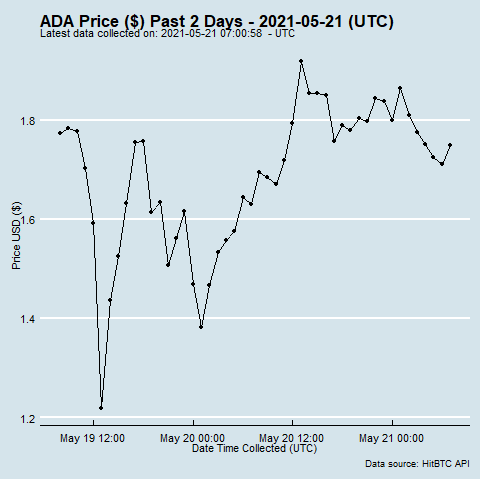 ADA Price ($) Past 2 Days - 2021-05-21 (UTC)
Latest data collected on: 2021-05-21 07:00:58 - UTC
1.8
1.6
1.4
1.2
Price USD ($)
May 19 12:00
May 20 00:00
May 20 12:00
May 21 00:00
Date Time Collected (UTC)
Data source: HitBTC API